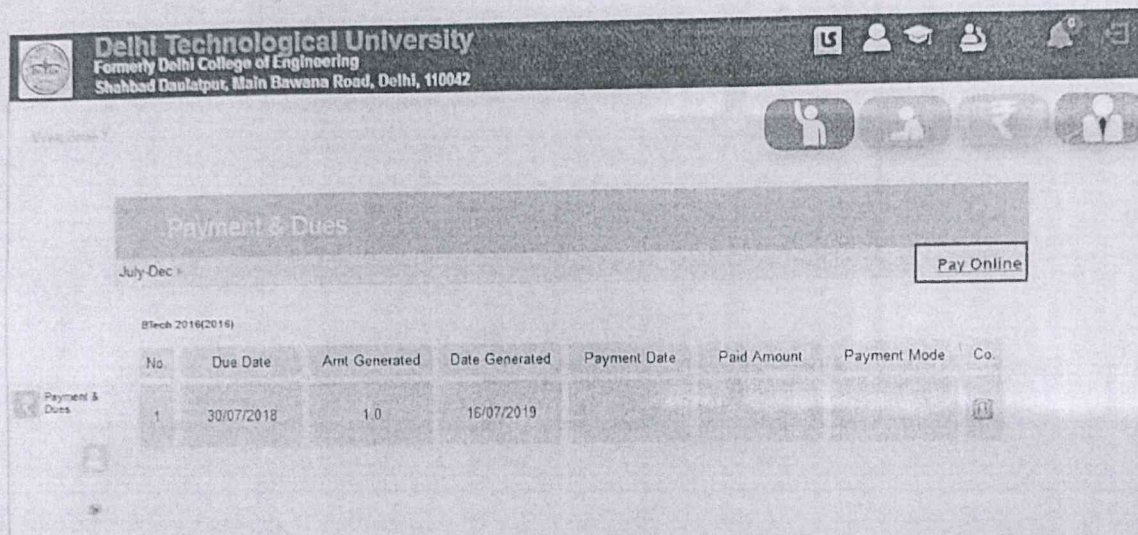 Delhi Technological University
Formerly Delhi College of Engineering
Shahbad Daulatpur, Main Bawana Road, Delhi, 110042
0
Payment & Dues
July-Dec
Pay Online
BTech 2016(2016)
No. Due Date Amt Generated Date Generated Payment Date Paid Amount Payment Mode Co.
Payment &
Dues
1 30/07/2018 1.0 16/07/2019